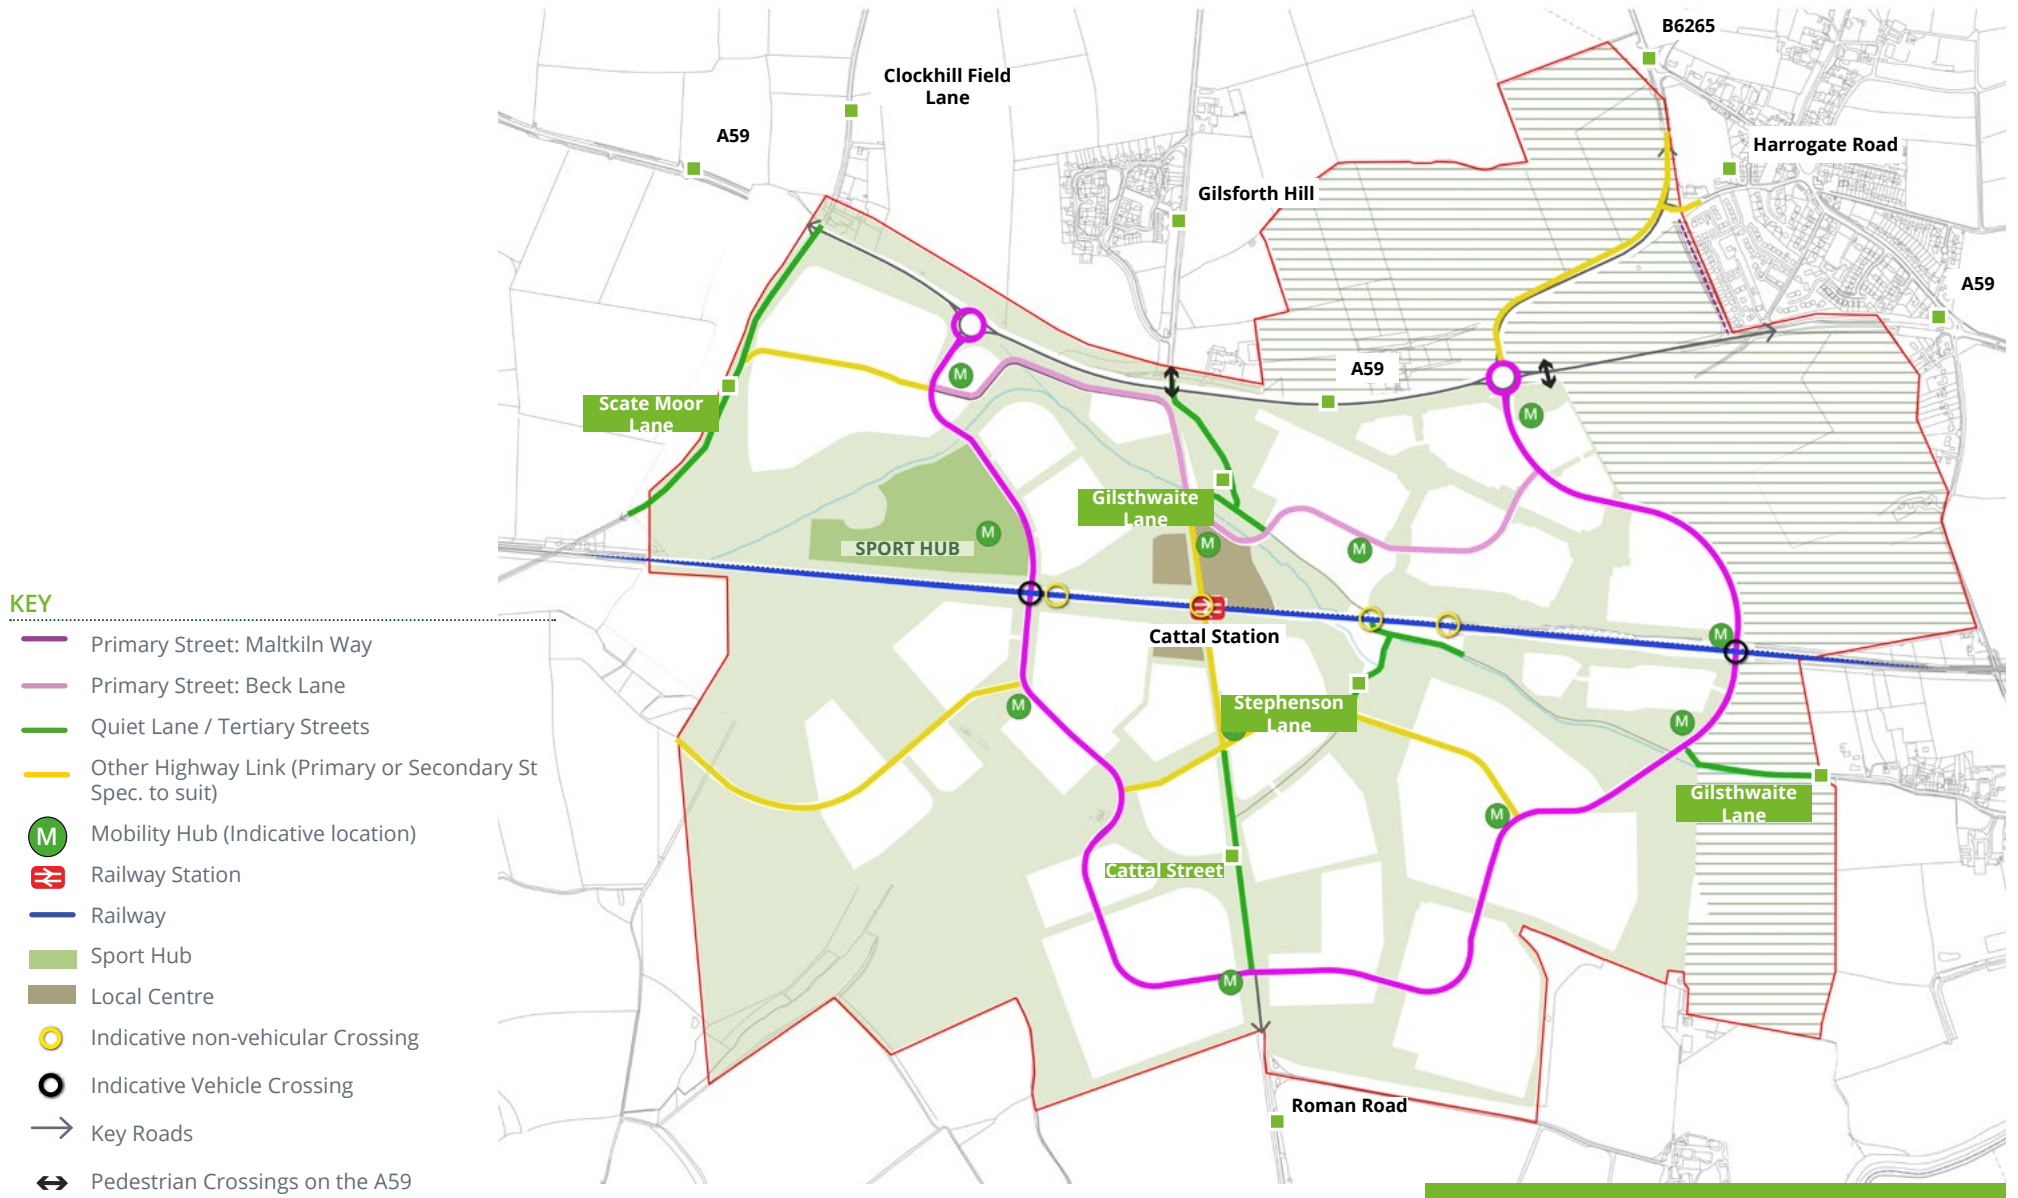 B6265
Clockhill Field
Lane
A59
Harrogate Road
Gilsforth Hill
A59
A59
Scate Moor
Lane
M
M
Gilsthwaite
Lane
M
SPORT HUB
M
M
Cattal Station
M
Stephenson
Lane
M
M
M
Gilsthwaite
Lane
Cattal Street
M
Roman Road
KEY
Primary Street: Maltkiln Way
Primary Street: Beck Lane
Quiet Lane / Tertiary Streets
Other Highway Link (Primary or Secondary St
Spec. to suit)
M Mobility Hub (Indicative location)
Railway Station
Railway
Sport Hub
Local Centre
Indicative non-vehicular Crossing
Indicative Vehicle Crossing
Key Roads
Pedestrian Crossings on the A59